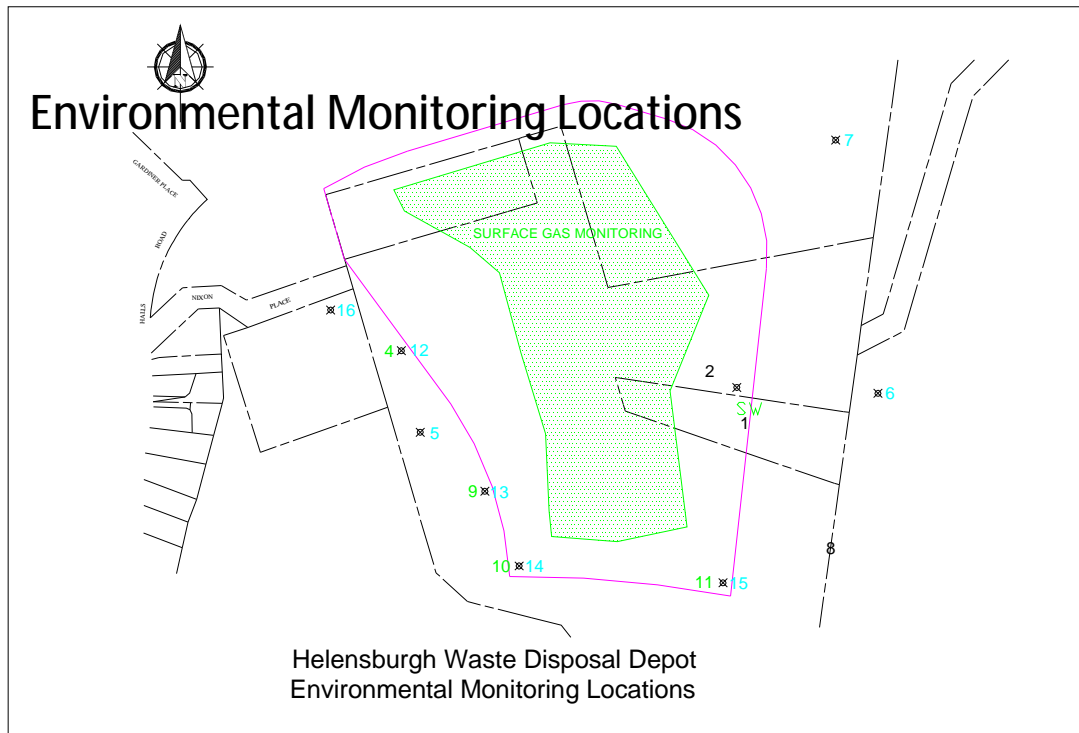 Environmental Monitoring Locations
7
GARDINER PLACE
SURFACE GAS MONITORING
HALLS ROAD
NIXON PLACE
16
4 12
2
SW
1
6
5
9 13
8
10 14
11 15
Helensburgh Waste Disposal Depot
Environmental Monitoring Locations